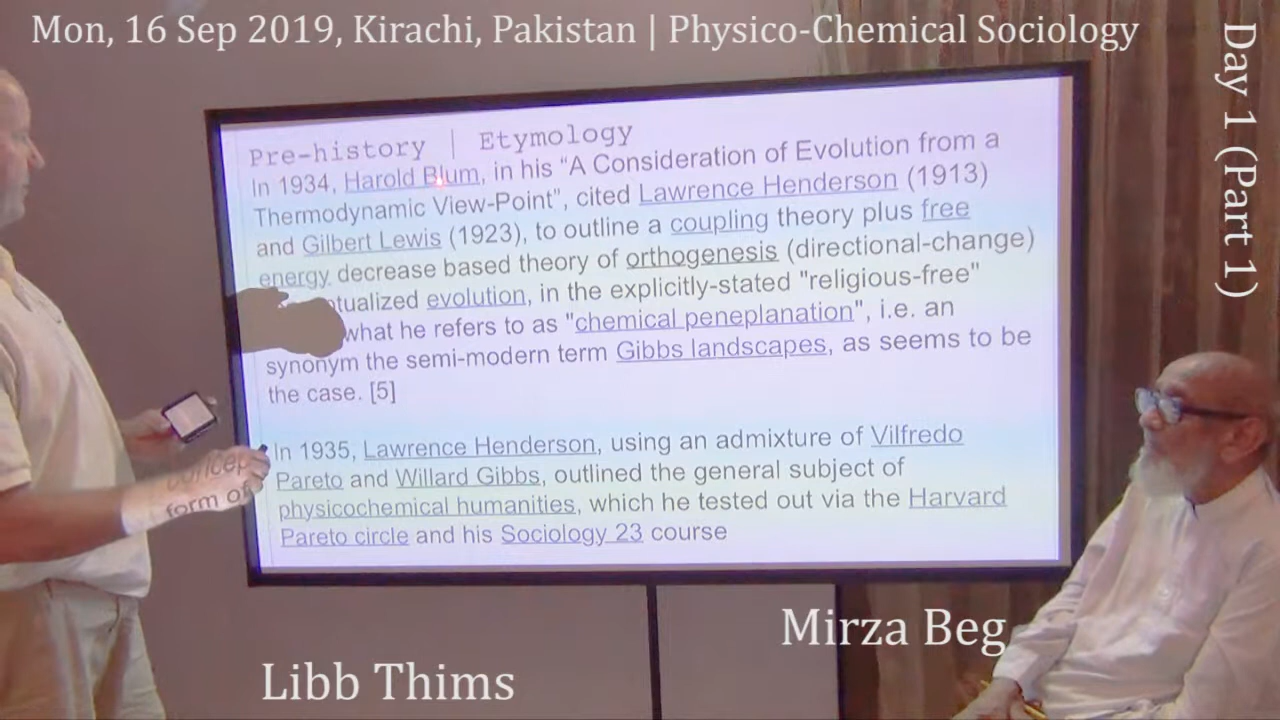 Mon, 16 Sep 2019, Kirachi, Pakistan | Physico-Chemical Sociology
Day 1 (Part 1)
Pre-history | Etymology
In 1934, Harold Blum, in his “A Consideration of Evolution from a
Thermodynamic View-Point”, cited Lawrence Henderson (1913)
and Gilbert Lewis (1923), to outline a coupling theory plus free
energy decrease based theory of orthogenesis (directional-change)
tualized evolution, in the explicitly-stated "religious-free"
what he refers to as "chemical peneplanation", i.e. an
synonym the semi-modern term Gibbs landscapes, as seems to be
the case. [5]
concep
form of
In 1935, Lawrence Henderson, using an admixture of Vilfredo
Pareto and Willard Gibbs, outlined the general subject of
physicochemical humanities, which he tested out via the Harvard
Pareto circle and his Sociology 23 course
Mirza Beg
Libb Thims